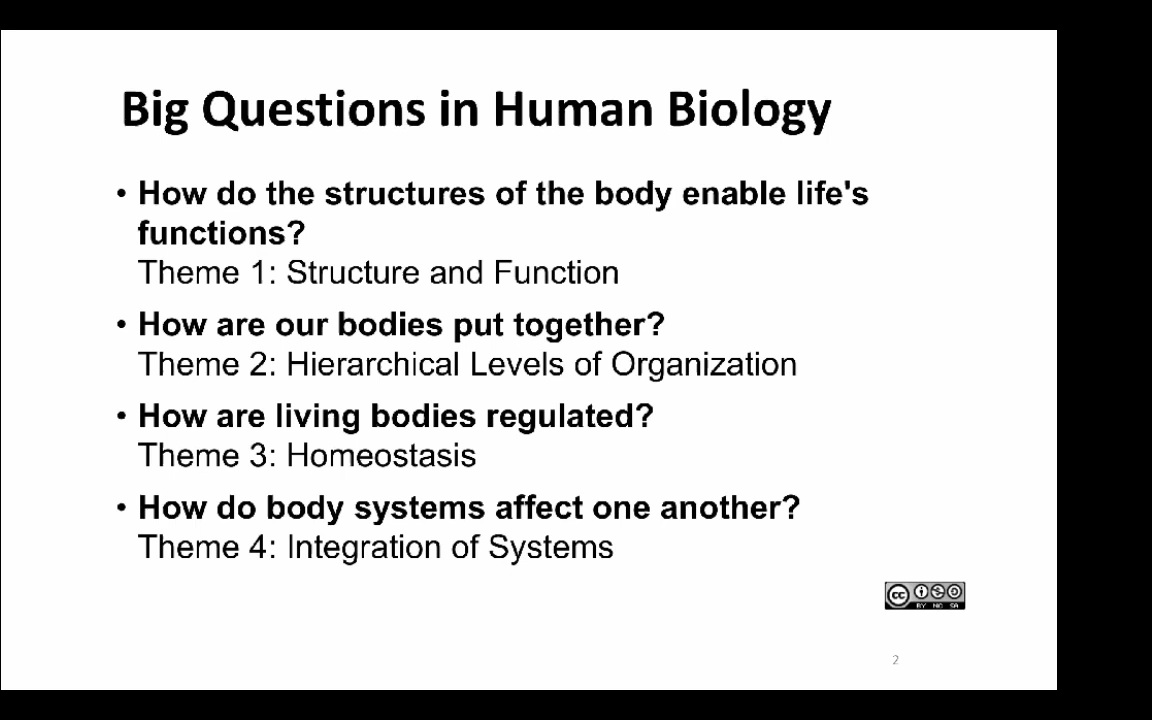 Big Questions in Human Biology
• How do the structures of the body enable life's
functions?
Theme 1: Structure and Function
• How are our bodies put together?
Theme 2: Hierarchical Levels of Organization
• How are living bodies regulated?
Theme 3: Homeostasis
• How do body systems affect one another?
Theme 4: Integration of Systems
cc
BY NC SA
2